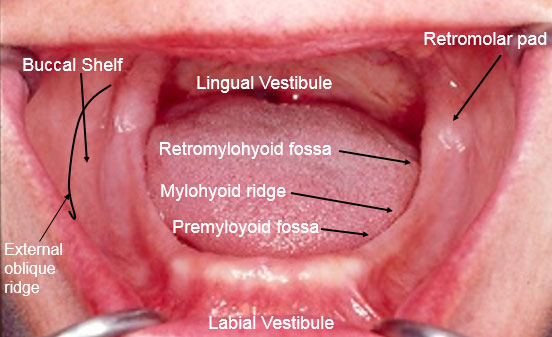 Retromolar pad
Buccal Shelf
Lingual Vestibule
Retromylohyoid fossa
Mylohyoid ridge
Premyloyoid fossa
External
oblique
ridge
Labial Vestibule